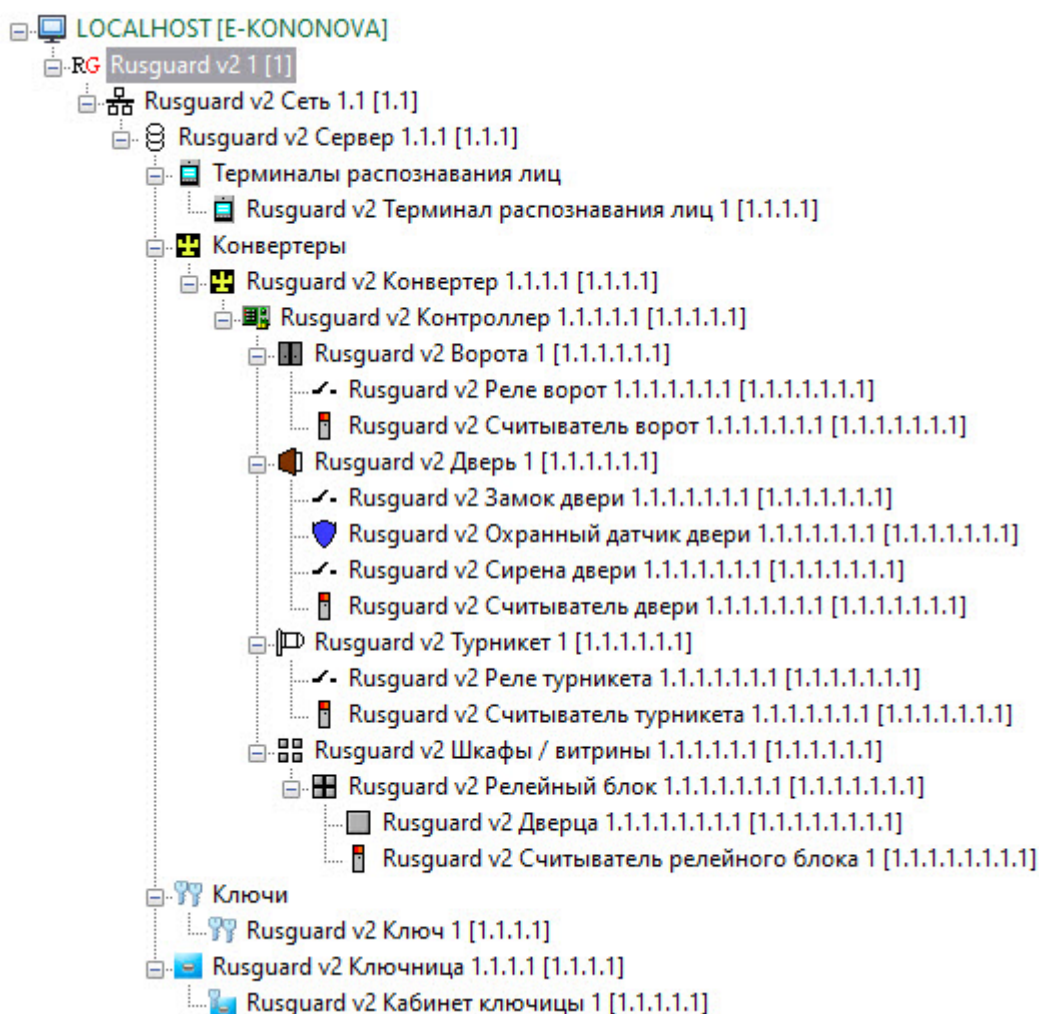 LOCALHOST [E-KONONOVA]
RG Rusguard v2 1 [1]
Rusguard v2 Сеть 1.1 [1.1]
Rusguard v2 Сервер 1.1.1 [1.1.1]
Терминалы распознавания лиц
Rusguard v2 Терминал распознавания лиц 1 [1.1.1.1]
Конвертеры
Rusguard v2 Конвертер 1.1.1.1 [1.1.1.1]
Rusguard v2 Контроллер 1.1.1.1.1 [1.1.1.1.1]
Rusguard v2 Ворота 1 [1.1.1.1.1.1]
Rusguard v2 Реле ворот 1.1.1.1.1.1.1 [1.1.1.1.1.1.1]
Rusguard v2 Считыватель ворот 1.1.1.1.1.1.1 [1.1.1.1.1.1.1]
Rusguard v2 Дверь 1 [1.1.1.1.1.1]
Rusguard v2 Замок двери 1.1.1.1.1.1.1 [1.1.1.1.1.1.1]
Rusguard v2 Охранный датчик двери 1.1.1.1.1.1.1 [1.1.1.1.1.1.1]
Rusguard v2 Сирена двери 1.1.1.1.1.1.1 [1.1.1.1.1.1.1]
Rusguard v2 Считыватель двери 1.1.1.1.1.1.1 [1.1.1.1.1.1.1]
Rusguard v2 Турникет 1 [1.1.1.1.1.1]
Rusguard v2 Реле турникета 1.1.1.1.1.1.1 [1.1.1.1.1.1.1]
Rusguard v2 Считыватель турникета 1.1.1.1.1.1.1 [1.1.1.1.1.1.1]
Rusguard v2 Шкафы / витрины 1.1.1.1.1.1 [1.1.1.1.1.1]
Rusguard v2 Релейный блок 1.1.1.1.1.1.1 [1.1.1.1.1.1.1]
Rusguard v2 Дверца 1.1.1.1.1.1.1.1 [1.1.1.1.1.1.1.1]
Rusguard v2 Считыватель релейного блока 1 [1.1.1.1.1.1.1.1]
Ключи
Rusguard v2 Ключ 1 [1.1.1.1]
Rusguard v2 Ключница 1.1.1.1 [1.1.1.1]
Rusguard v2 Кабинет ключицы 1 [1.1.1.1.1]